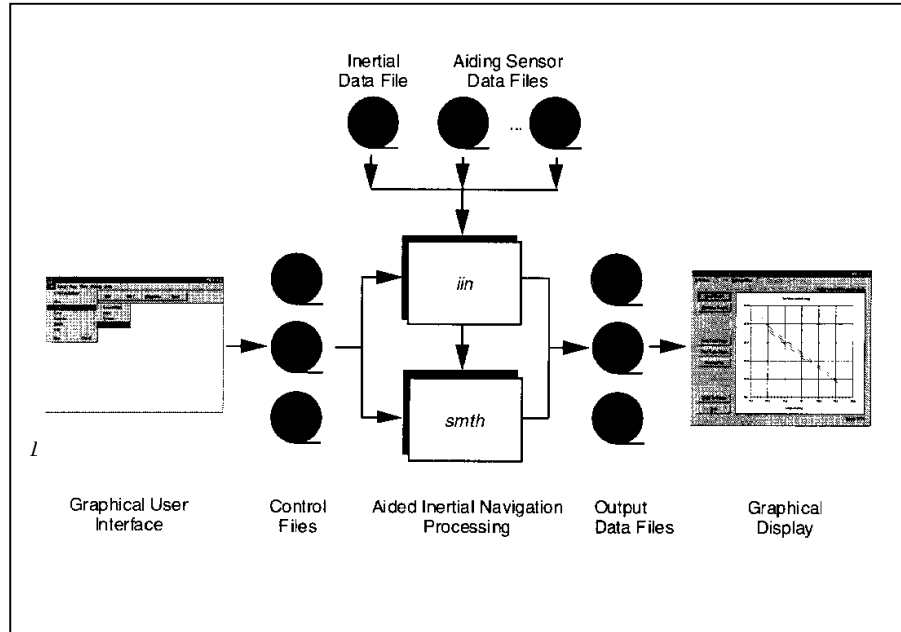 Inertial
Data File
Aiding Sensor
Data Files
...
iin
smth
1
Graphical User
Interface
Control
Files
Aided Inertial Navigation
Processing
Output
Data Files
Graphical
Display